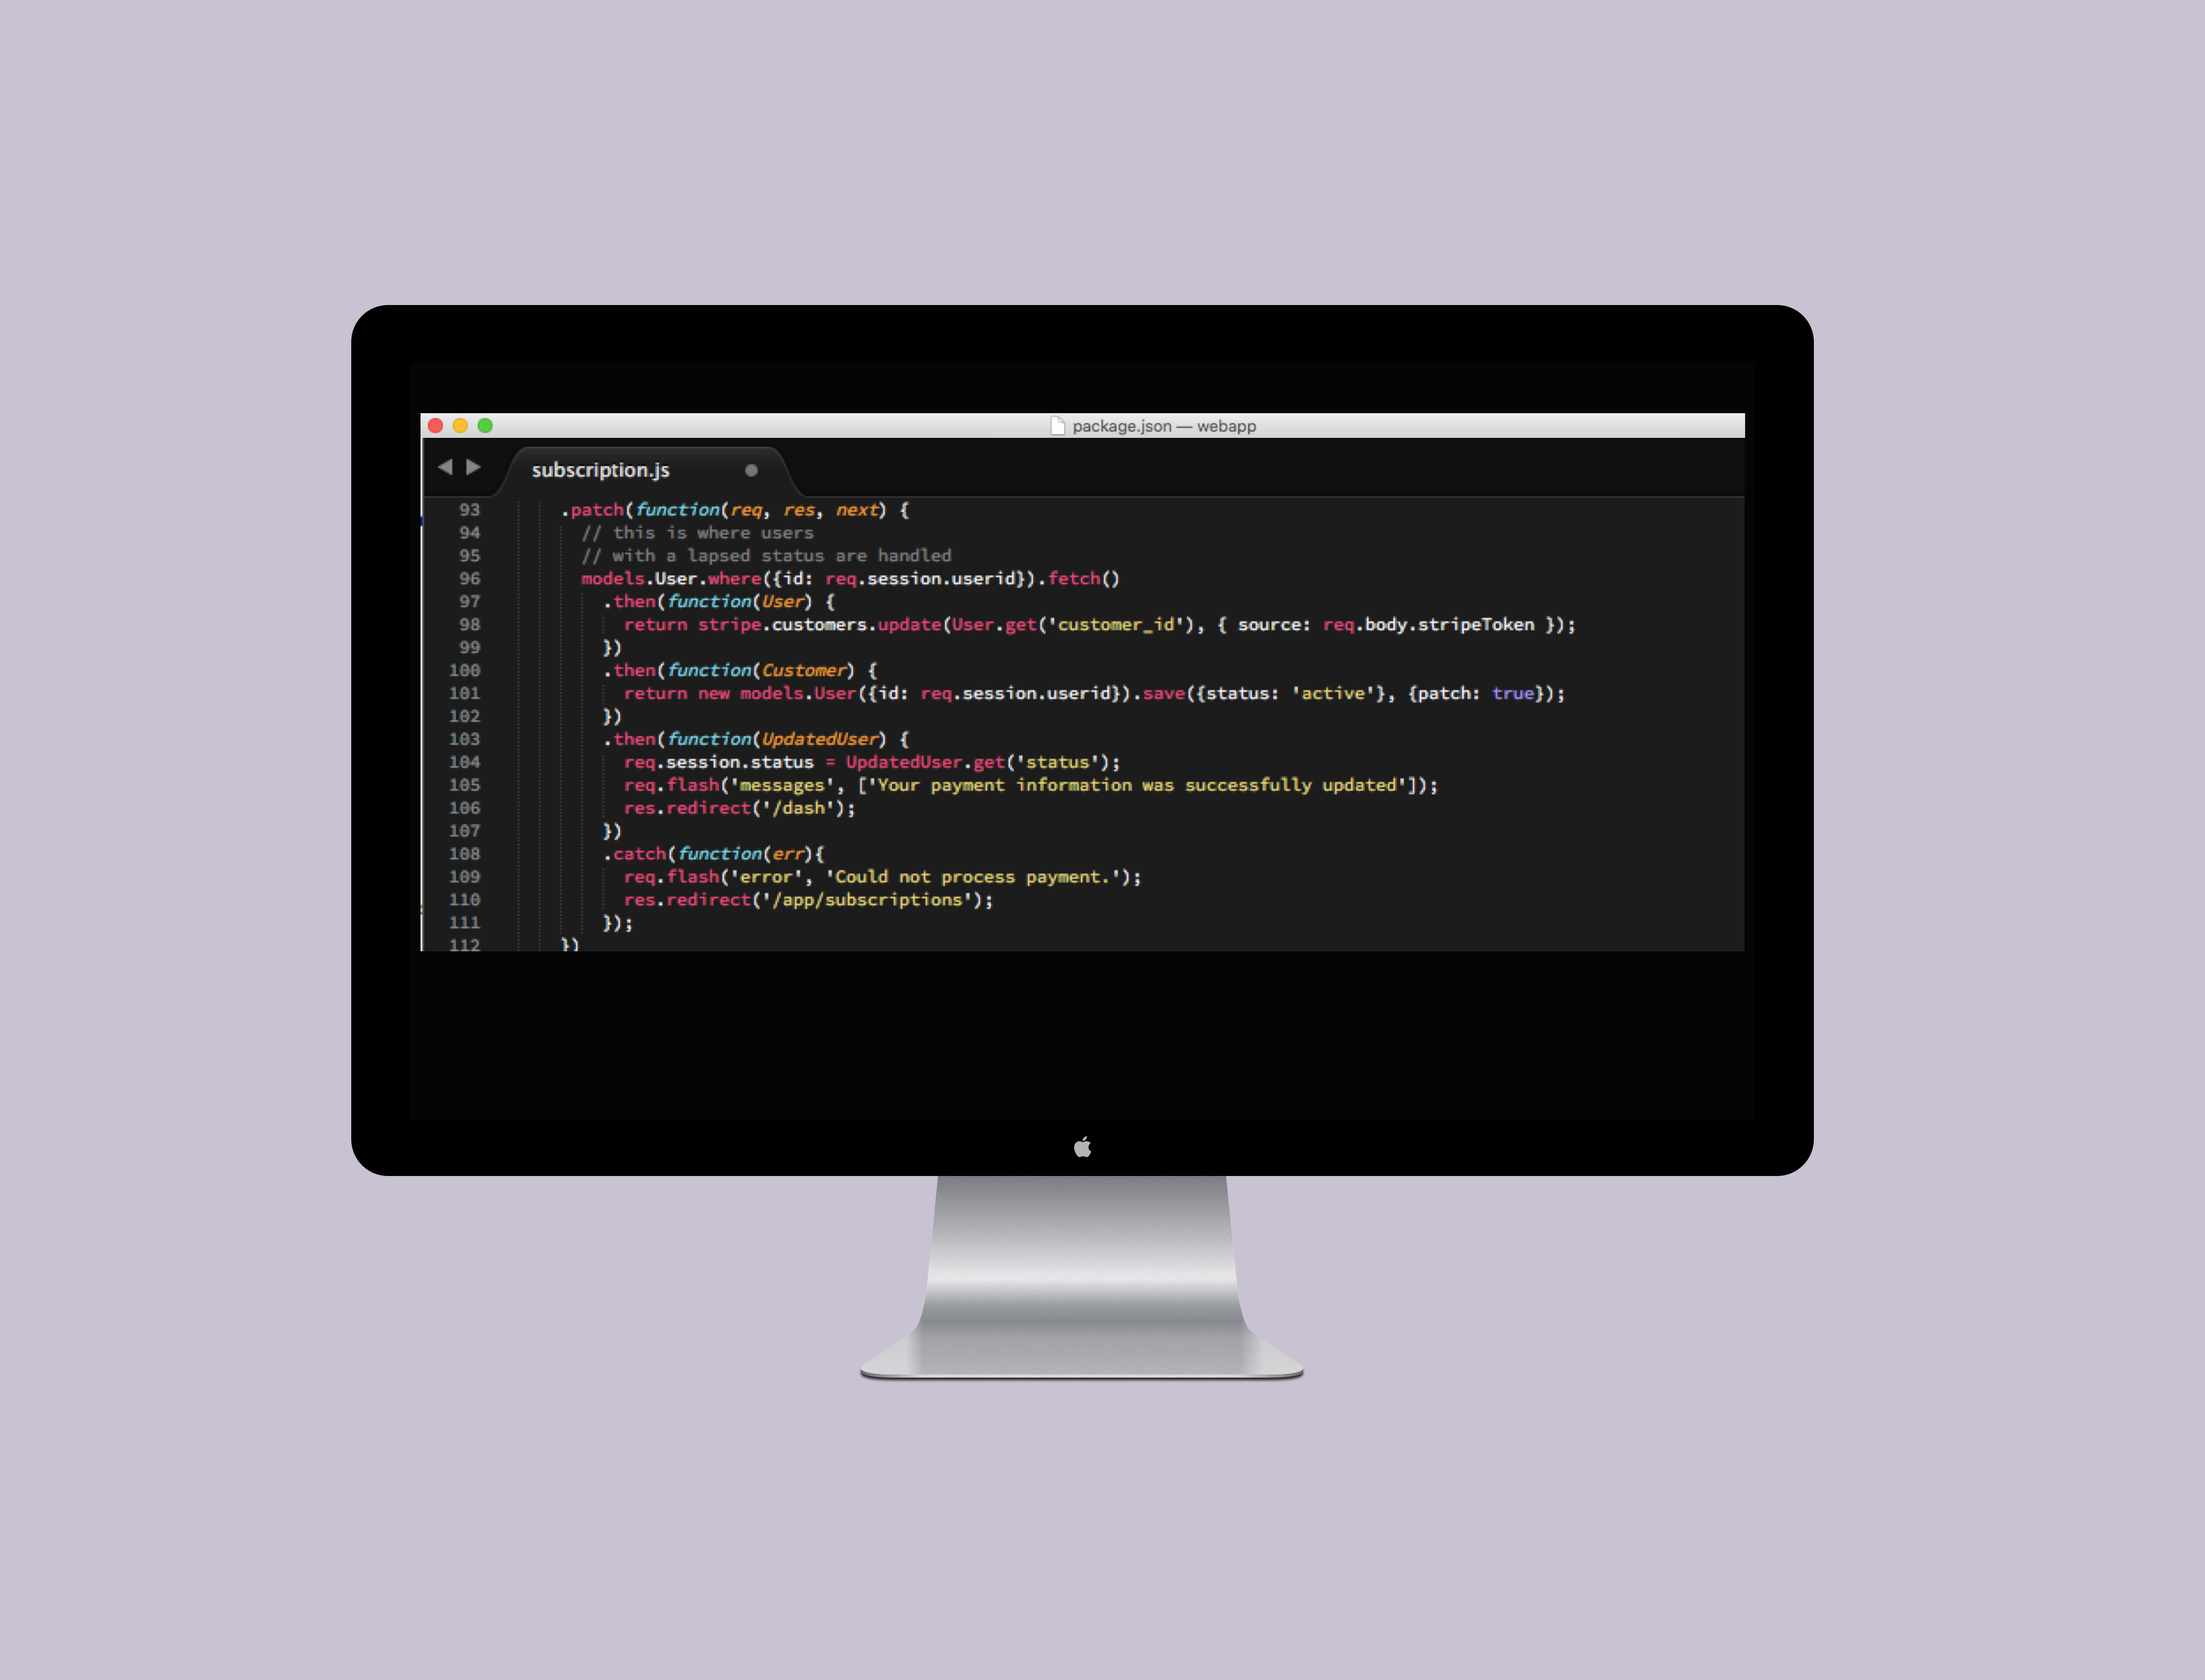 package.json — webapp
subscription.js
93 .patch(function(req, res, next) {
94 // this is where users
95 // with a lapsed status are handled
96 models.User.where({id: req.session.userid}).fetch()
97 .then(function(User) {
98 return stripe.customers.update(User.get('customer_id'), { source: req.body.stripeToken });
99 })
100 .then(function(Customer) {
101 return new models.User({id: req.session.userid}).save({status: 'active'}, {patch: true});
102 })
103 .then(function(UpdatedUser) {
104 req.session.status = UpdatedUser.get('status');
105 req.flash('messages', ['Your payment information was successfully updated']);
106 res.redirect('/dash');
107 })
108 .catch(function(err){
109 req.flash('error', 'Could not process payment.');
110 res.redirect('/app/subscriptions');
111 });
112 })